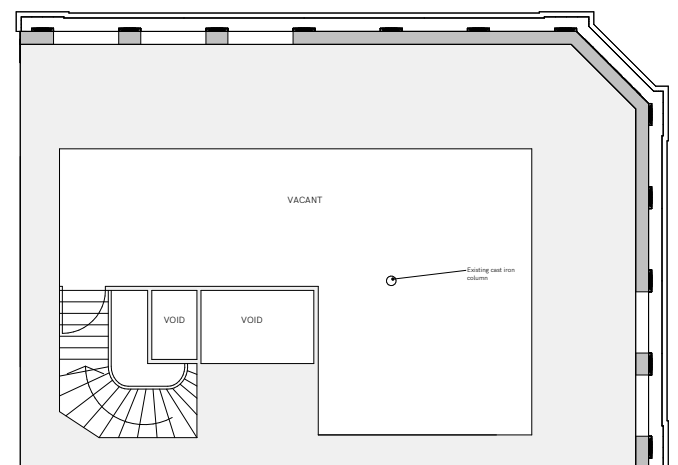 VACANT
Existing cast iron
column
VOID
VOID